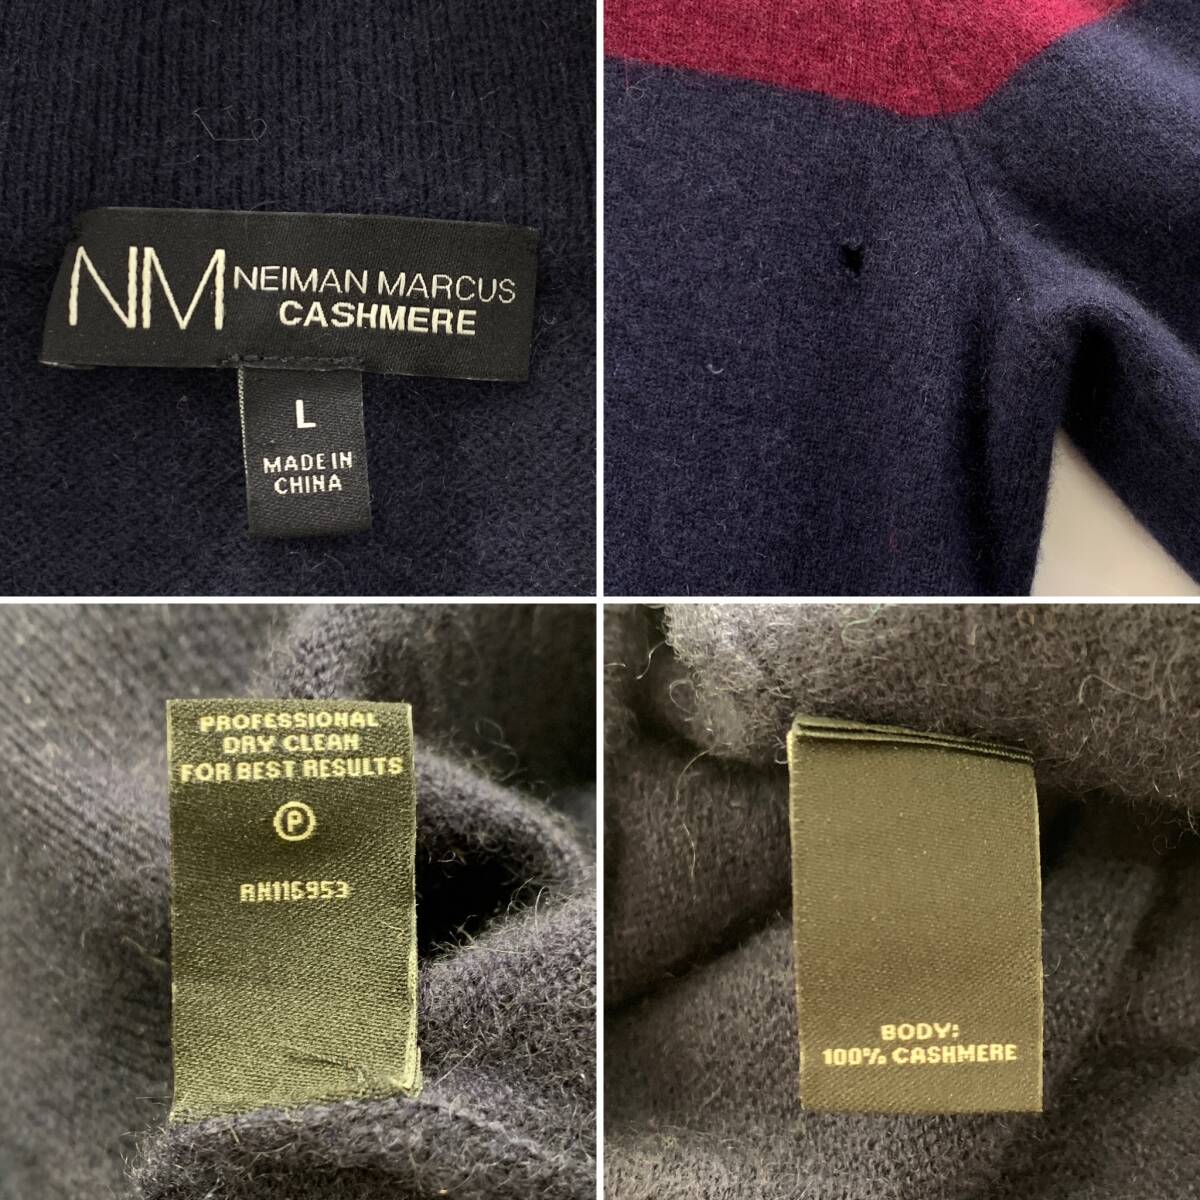 NM NEIMAN MARCUS
CASHMERE
L
MADE IN
CHINA
PROFESSIONAL
DRY CLEAN
FOR BEST RESULTS
P
RN116953
BODY:
100% CASHMERE